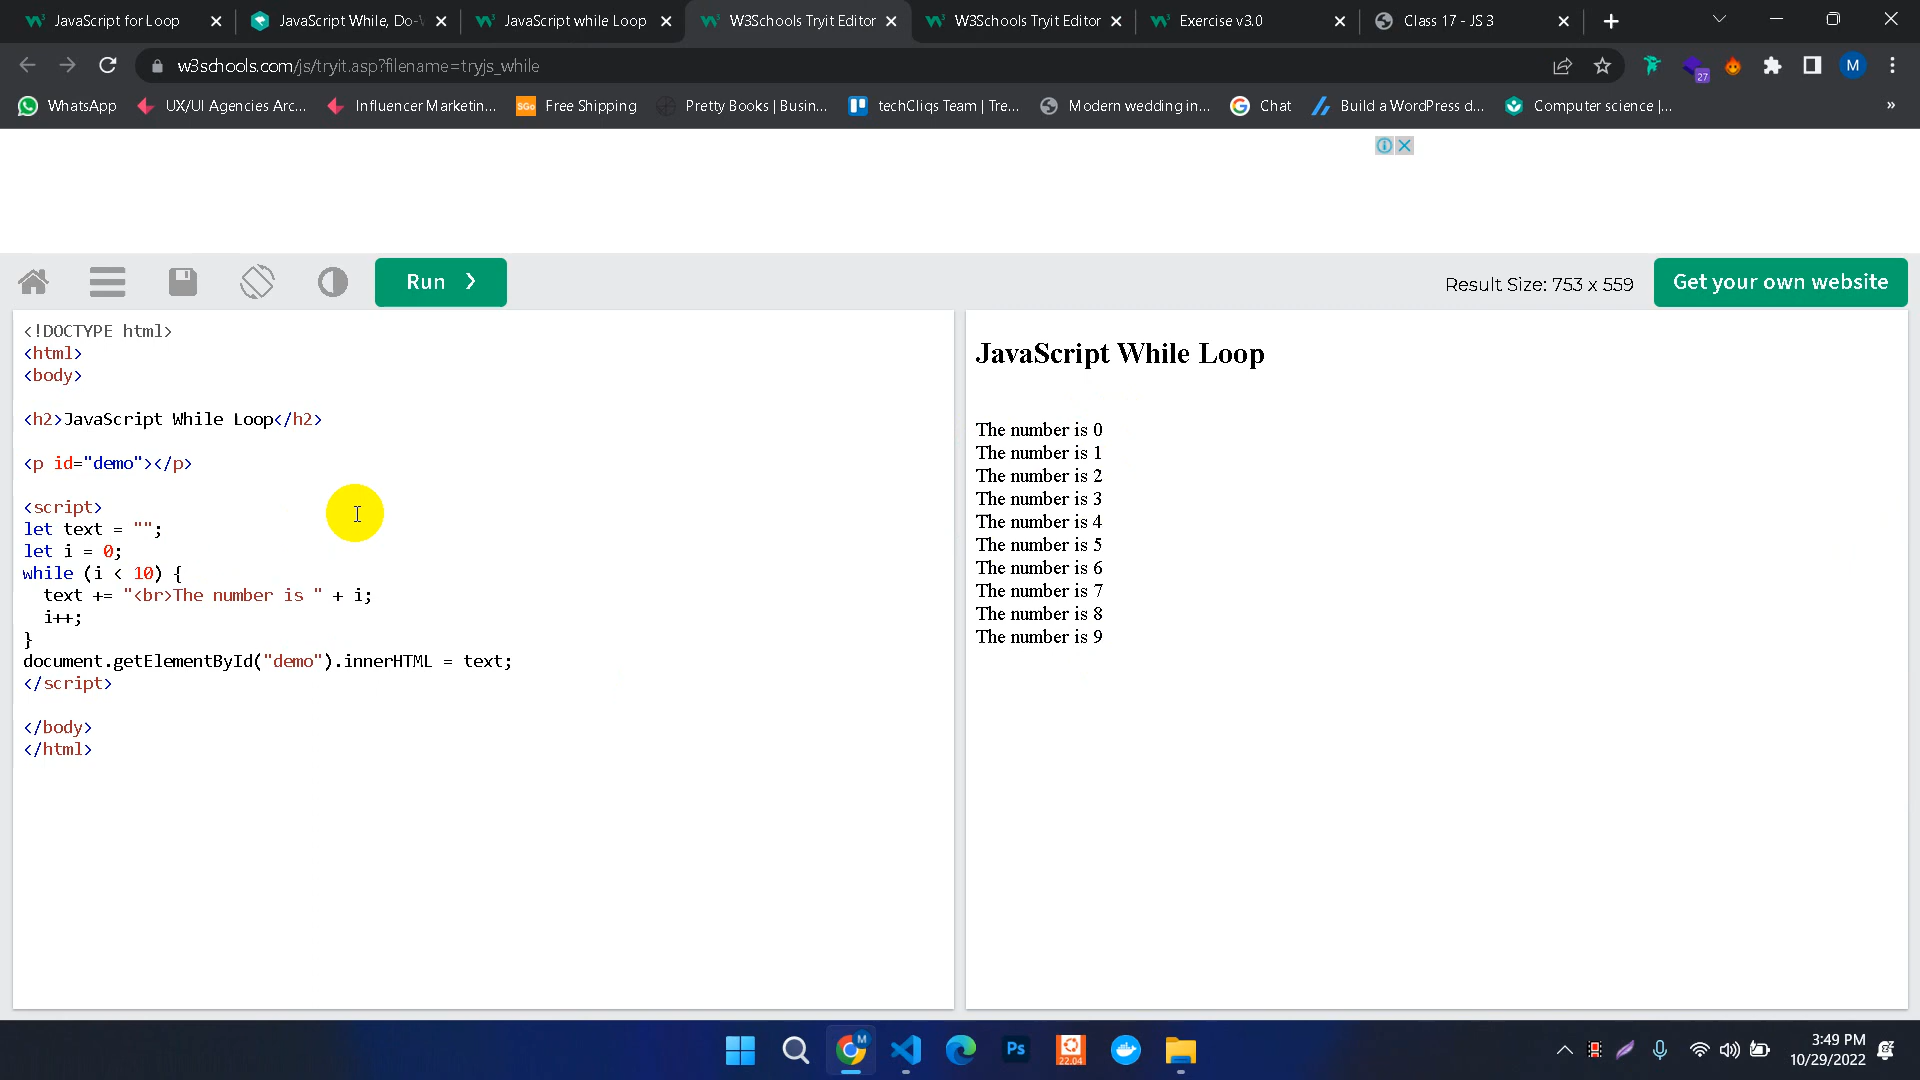 JavaScript for Loop
JavaScript While, Do-
JavaScript while Loop
W3Schools Tryit Editor
W3Schools Tryit Editor
Exercise v3.0
Class 17 - JS 3
w3schools.com/js/tryit.asp?filename=tryjs_while
27
M
WhatsApp
UX/UI Agencies Arc...
Influencer Marketin...
SGo
Free Shipping
Pretty Books | Busin...
techCliqs Team | Tre...
Modern wedding in...
Chat
Build a WordPress d...
Computer science |...
»
Run ❯
Result Size: 753 x 559
Get your own website
<!DOCTYPE html>
<html>
<body>
<h2>JavaScript While Loop</h2>
<p id="demo"></p>
<script>
let text = "";
let i = 0;
while (i < 10) {
text += "<br>The number is " + i;
i++;
}
document.getElementById("demo").innerHTML = text;
</script>
</body>
</html>
JavaScript While Loop
The number is 0
The number is 1
The number is 2
The number is 3
The number is 4
The number is 5
The number is 6
The number is 7
The number is 8
The number is 9
M
Ps
22.04
3:49 PM
10/29/2022